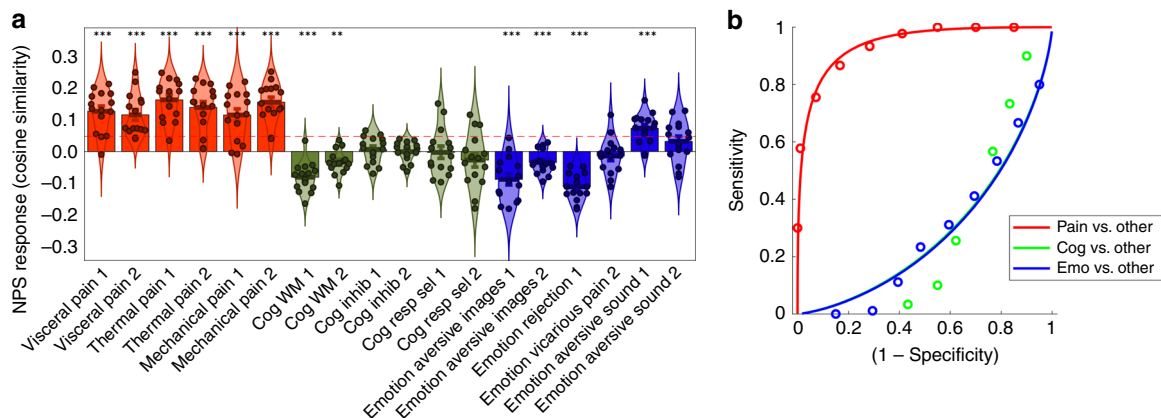 a
NPS response (cosine similarity)
0.3
0.2
0.1
0.0
−0.1
−0.2
−0.3
*** *** *** *** *** *** *** ** *** *** *** ***
Visceral pain 1
Visceral pain 2
Thermal pain 1
Thermal pain 2
Mechanical pain 1
Mechanical pain 2
Cog WM 1
Cog WM 2
Cog inhib 1
Cog inhib 2
Cog resp sel 1
Cog resp sel 2
Emotion aversive images 1
Emotion aversive images 2
Emotion rejection 1
Emotion vicarious pain 2
Emotion aversive sound 1
Emotion aversive sound 2
b
Sensitivity
1
0.8
0.6
0.4
0.2
0
0 0.2 0.4 0.6 0.8 1
(1 – Specificity)
Pain vs. other
Cog vs. other
Emo vs. other